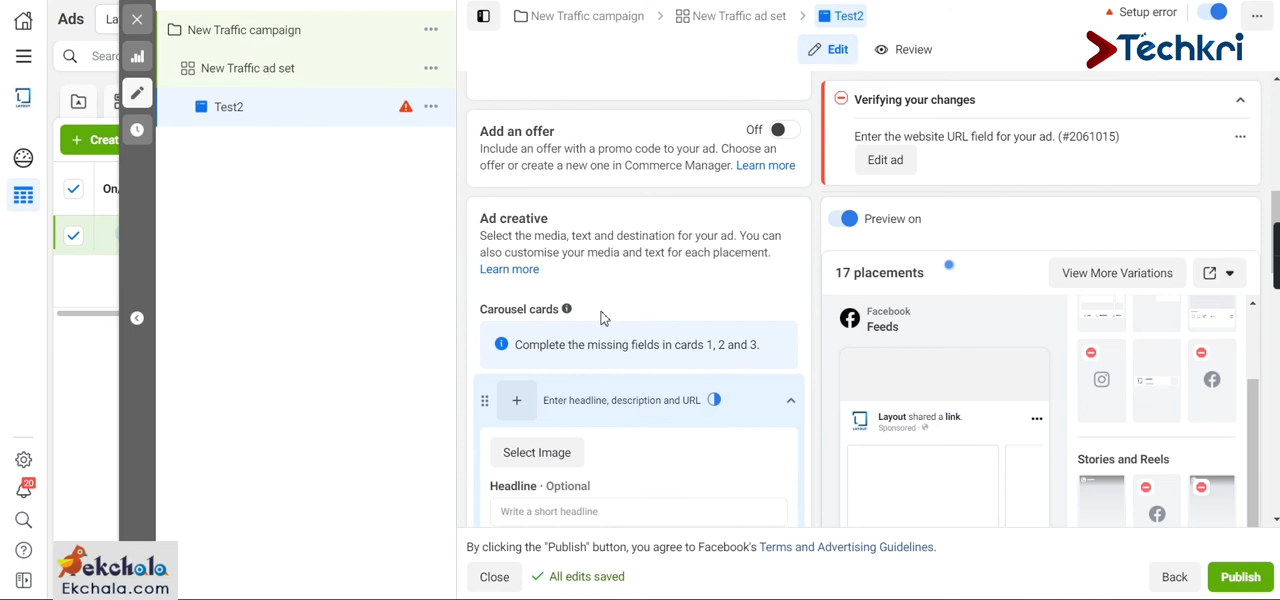 Ads
La
Searc
Creat
On/
20
New Traffic campaign
New Traffic ad set
Test2
New Traffic campaign > New Traffic ad set > Test2
Setup error
Edit
Review
Techkri
Add an offer
Off
Include an offer with a promo code to your ad. Choose an
offer or create a new one in Commerce Manager. Learn more
Ad creative
Select the media, text and destination for your ad. You can
also customise your media and text for each placement.
Learn more
Carousel cards
Complete the missing fields in cards 1, 2 and 3.
Enter headline, description and URL
Select Image
Headline · Optional
Write a short headline
Verifying your changes
Enter the website URL field for your ad. (#2061015)
Edit ad
Preview on
17 placements
View More Variations
Facebook
Feeds
Layout shared a link.
Sponsored ·
Stories and Reels
By clicking the "Publish" button, you agree to Facebook's Terms and Advertising Guidelines.
Close
All edits saved
Back
Publish
ekchala
Ekchala.com